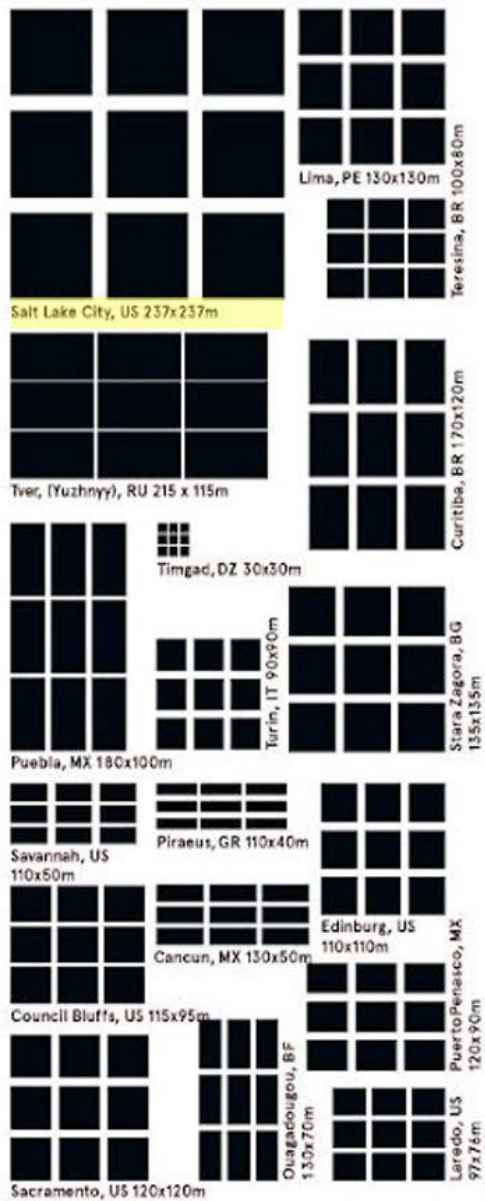 Lima, PE 130x130m
Teresina, BR 100x80m
Salt Lake City, US 237x237m
Tver, (Yuzhnyy), RU 215 x 115m
Curitiba, BR 170x120m
Timgad, DZ 30x30m
Turin, IT 90x90m
Stara Zagora, BG
135x135m
Puebla, MX 180x100m
Savannah, US
110x50m
Piraeus, GR 110x40m
Edinburg, US
110x110m
Cancun, MX 130x50m
Council Bluffs, US 115x95m
PuertoPenasco, MX
120x90m
Ouagadougou, BF
130x70m
Laredo, US
97x76m
Sacramento, US 120x120m